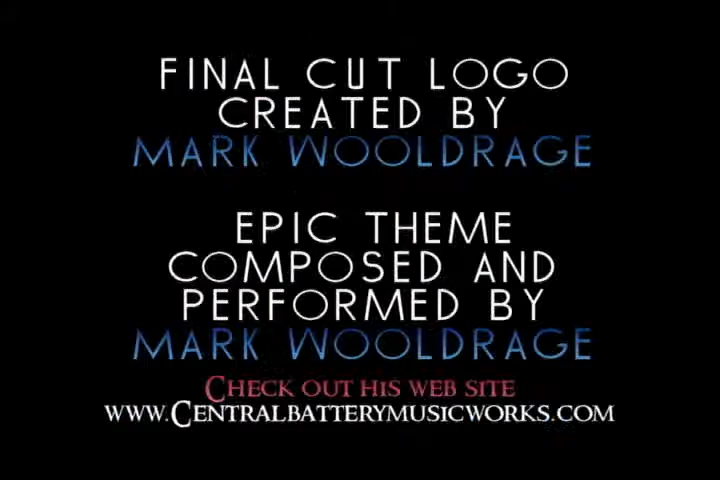 FINAL CUT LOGO
CREATED BY
MARK WOOLDRAGE
EPIC THEME
COMPOSED AND
PERFORMED BY
MARK WOOLDRAGE
CHECK OUT HIS WEB SITE
WWW.CENTRALBATTERYMUSICWORKS.COM